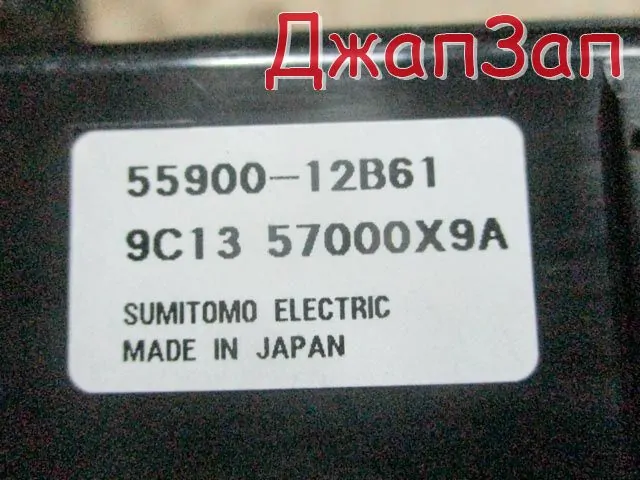 ДжапЗап
55900-12B61
9C13 57000X9A
SUMITOMO ELECTRIC
MADE IN JAPAN